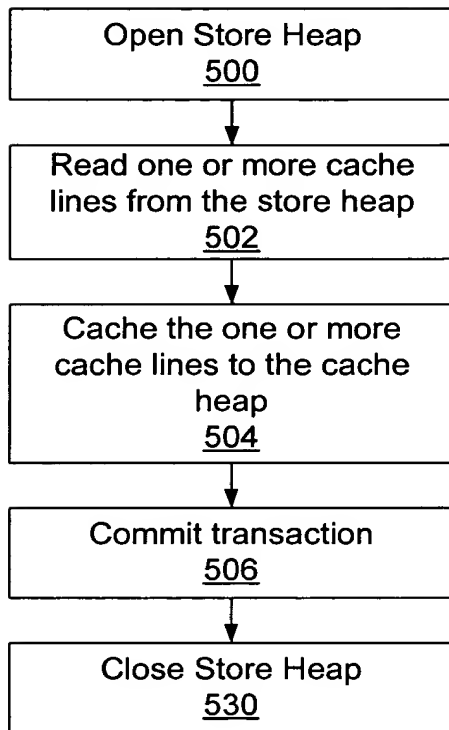 Open Store Heap
500
Read one or more cache
lines from the store heap
502
Cache the one or more
cache lines to the cache
heap
504
Commit transaction
506
Close Store Heap
530